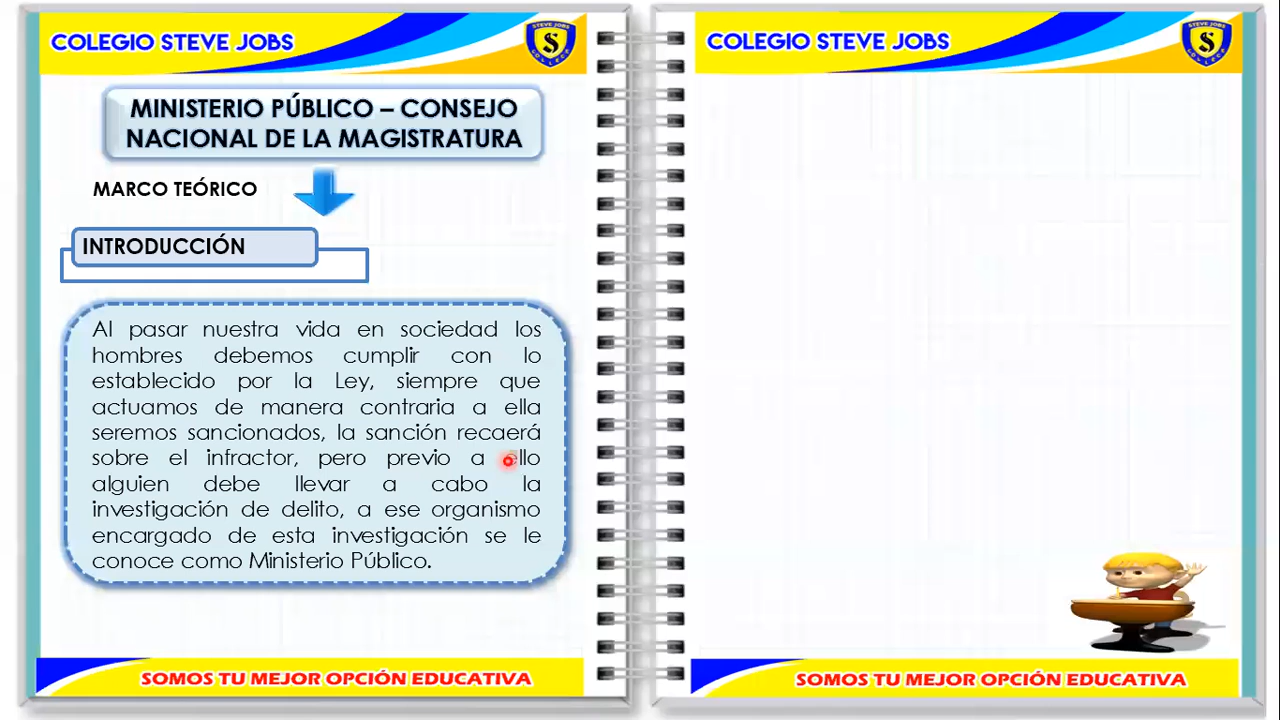 COLEGIO STEVE JOBS
S
MINISTERIO PÚBLICO – CONSEJO
NACIONAL DE LA MAGISTRATURA
MARCO TEÓRICO
INTRODUCCIÓN
Al pasar nuestra vida en sociedad los
hombres debemos cumplir con lo
establecido por la Ley, siempre que
actuamos de manera contraria a ella
seremos sancionados, la sanción recaerá
sobre el infractor, pero previo a ello
alguien debe llevar a cabo la
investigación de delito, a ese organismo
encargado de esta investigación se le
conoce como Ministerio Público.
SOMOS TU MEJOR OPCIÓN EDUCATIVA
COLEGIO STEVE JOBS
S
SOMOS TU MEJOR OPCIÓN EDUCATIVA